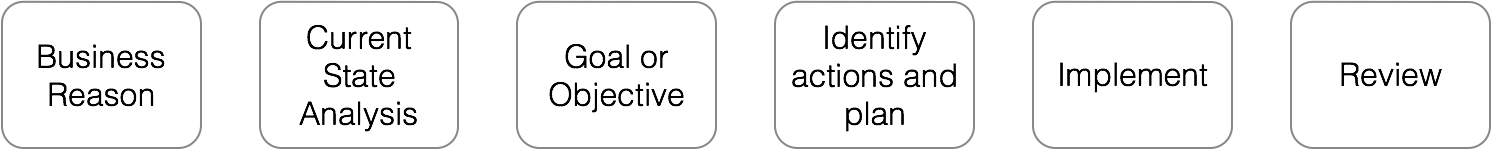 Business
Reason
Current
State
Analysis
Goal or
Objective
Identify
actions and
plan
Implement
Review